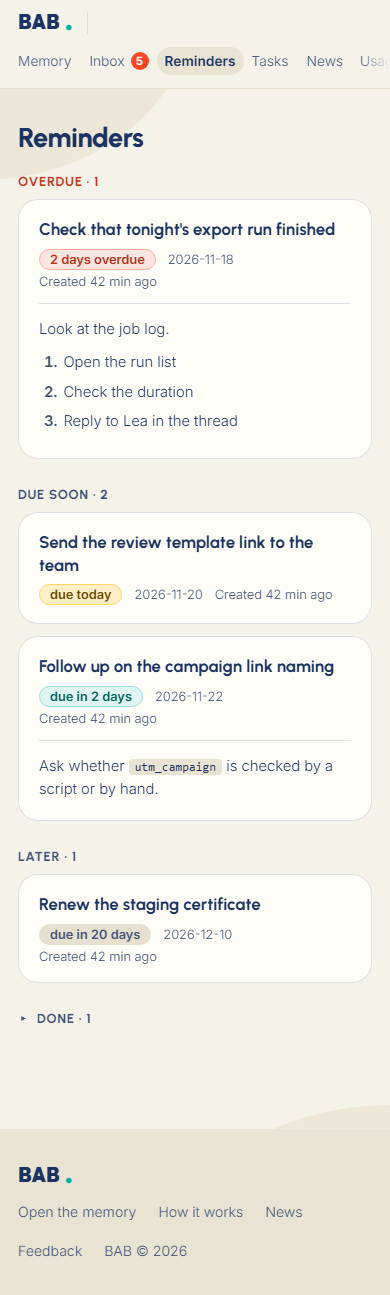 BAB.
Memory Inbox 5 Reminders Tasks News
Reminders
OVERDUE · 1
Check that tonight's export run finished
2 days overdue 2026-11-18
Created 42 min ago
Look at the job log.
1. Open the run list
2. Check the duration
3. Reply to Lea in the thread
DUE SOON · 2
Send the review template link to the
team
due today 2026-11-20 Created 42 min ago
Follow up on the campaign link naming
due in 2 days 2026-11-22
Created 42 min ago
Ask whether utm_campaign is checked by a
script or by hand.
LATER · 1
Renew the staging certificate
due in 20 days 2026-12-10
Created 42 min ago
▸ DONE · 1
BAB.
Open the memory How it works News
Feedback BAB © 2026